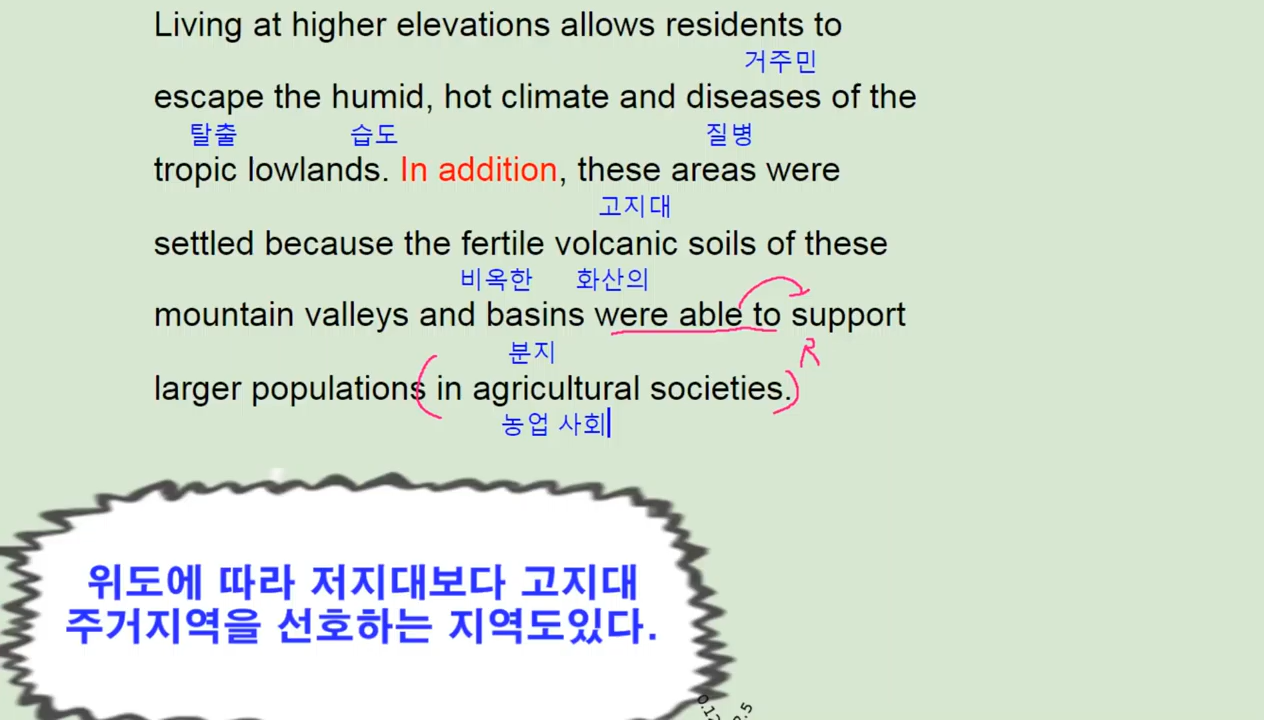 Living at higher elevations allows residents to
거주민
escape the humid, hot climate and diseases of the
탈출 습도 질병
tropic lowlands. In addition, these areas were
고지대
settled because the fertile volcanic soils of these
비옥한 화산의
mountain valleys and basins were able to support
분지 R
larger populations (in agricultural societies.)
농업 사회
위도에 따라 저지대보다 고지대
주거지역을 선호하는 지역도있다.